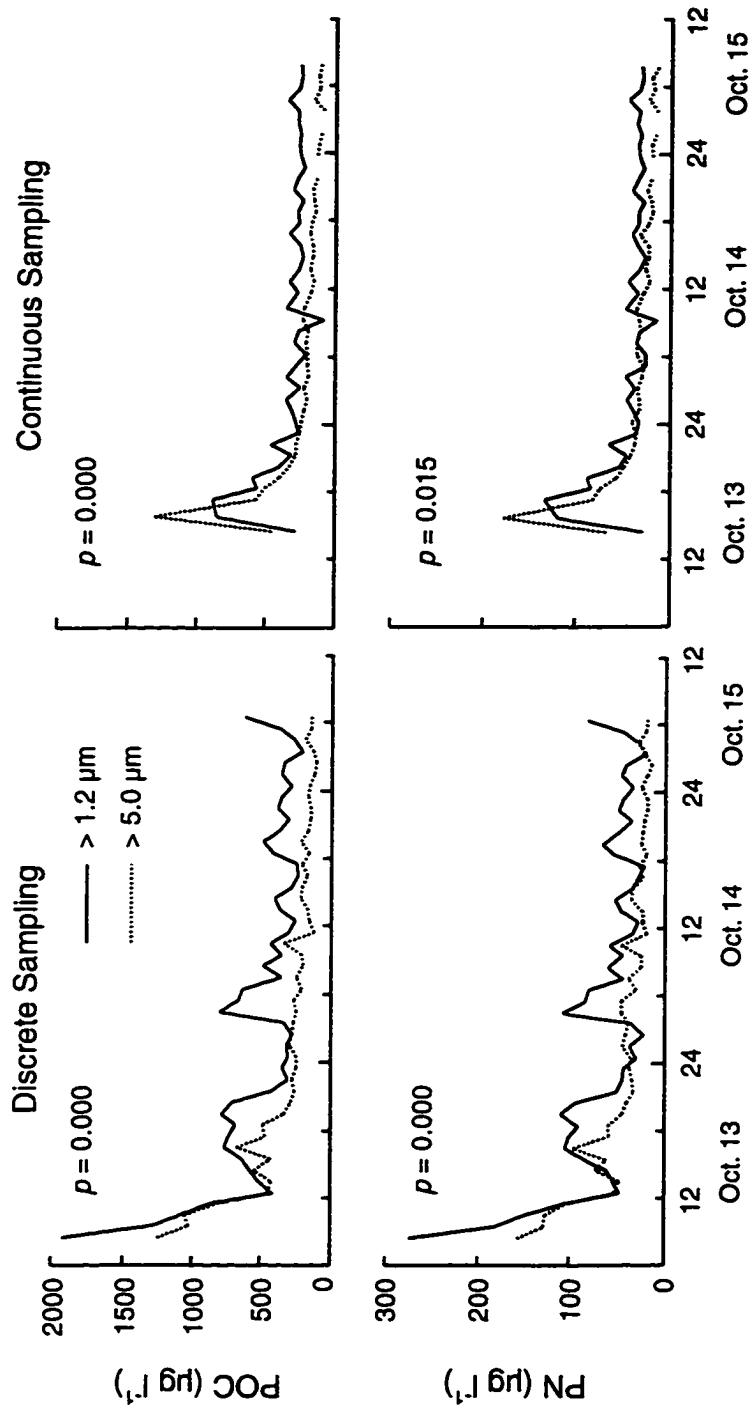 Discrete Sampling
Continuous Sampling
p = 0.000
> 1.2 µm
> 5.0 µm
p = 0.000
POC (µg l⁻¹)
2000
1500
1000
500
0
p = 0.000
p = 0.015
PN (µg l⁻¹)
300
200
100
0
12 24 12 24 12
12 24 12 24 12
Oct. 13 Oct. 14 Oct. 15
Oct. 13 Oct. 14 Oct. 15